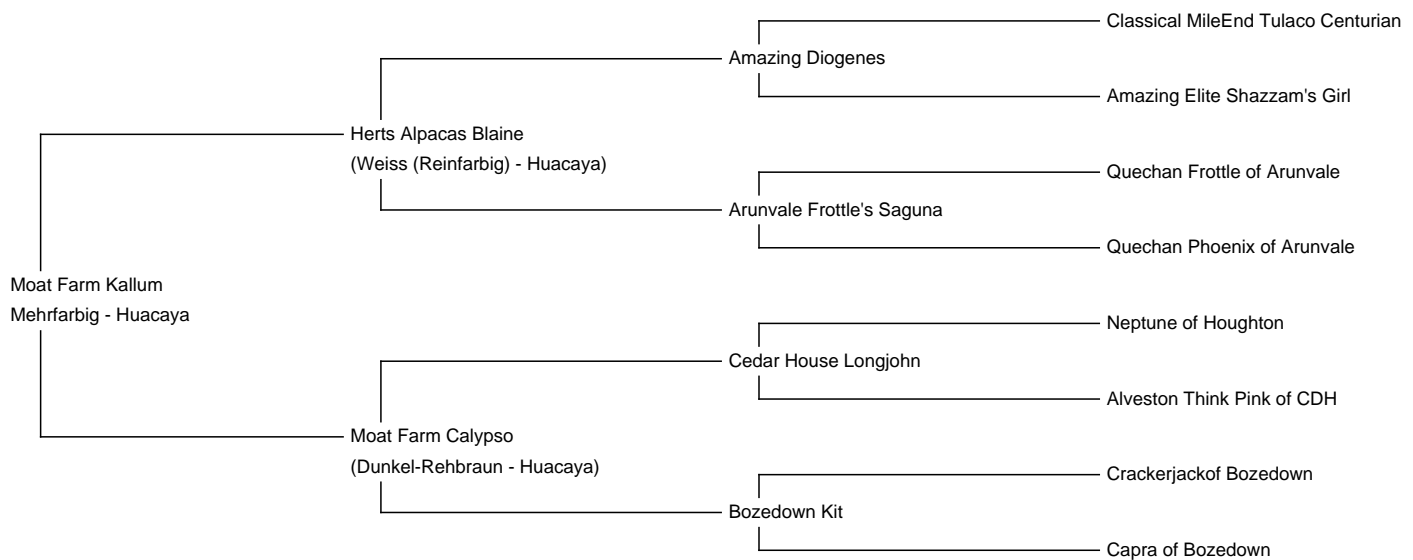 Classical MileEnd Tulaco Centurian
Amazing Diogenes
Amazing Elite Shazzam's Girl
Herts Alpacas Blaine
(Weiss (Reinfarbig) - Huacaya)
Quechan Frottle of Arunvale
Arunvale Frottle's Saguna
Quechan Phoenix of Arunvale
Moat Farm Kallum
Mehrfarbig - Huacaya
Neptune of Houghton
Cedar House Longjohn
Alveston Think Pink of CDH
Moat Farm Calypso
(Dunkel-Rehbraun - Huacaya)
Crackerjackof Bozedown
Bozedown Kit
Capra of Bozedown